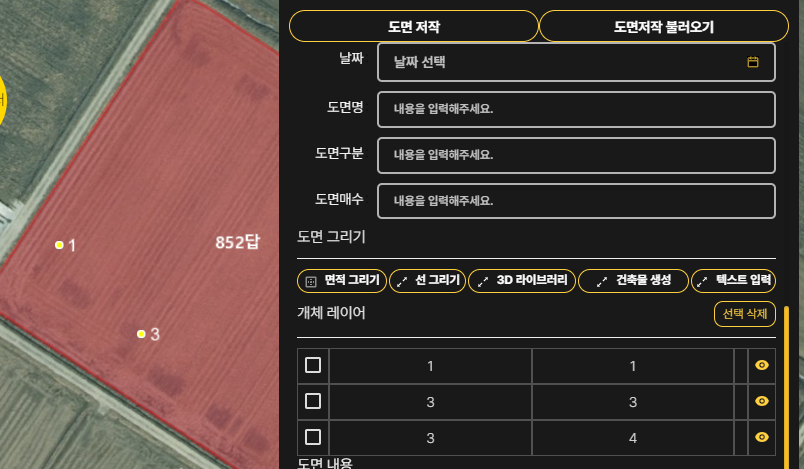 도면 저작
도면저작 불러오기
날짜
날짜 선택
도면명
내용을 입력해주세요.
도면구분
내용을 입력해주세요.
도면매수
내용을 입력해주세요.
도면 그리기
면적 그리기
선 그리기
3D 라이브러리
건축물 생성
텍스트 입력
개체 레이어
선택 삭제
1 1
3 3
3 4
도면 내용
852답
1
3